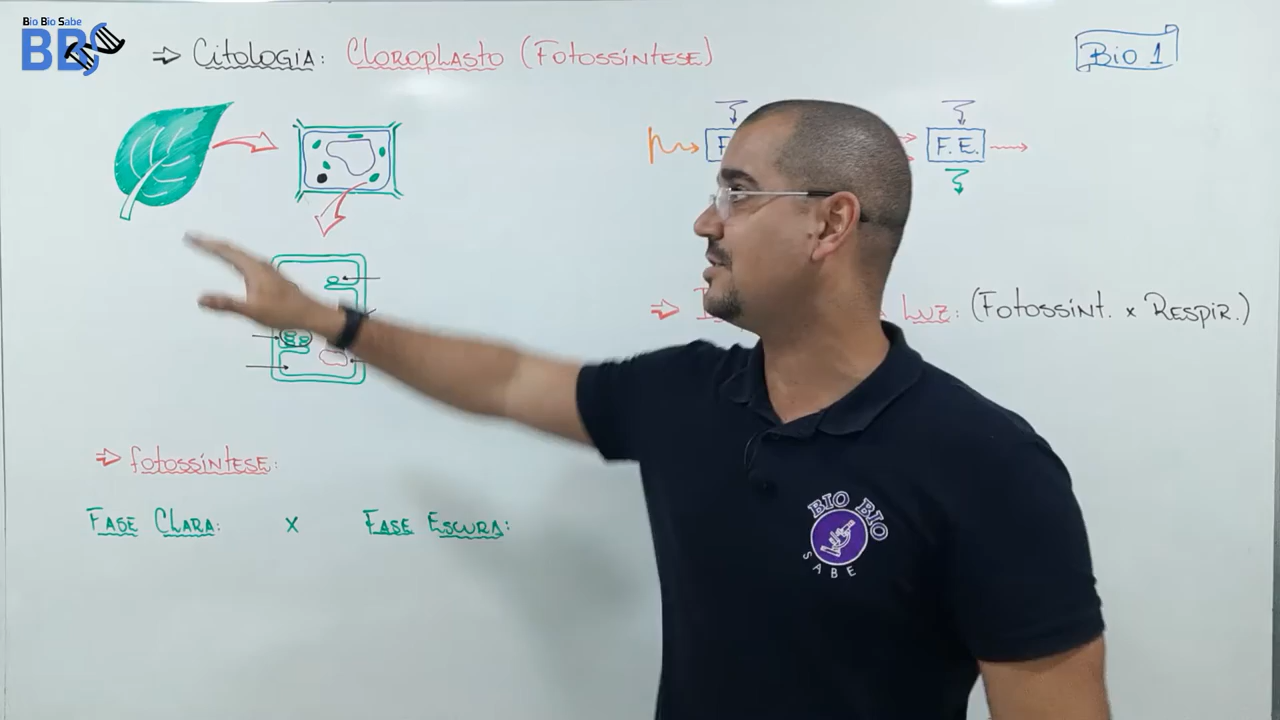 Bio Bio Sabe
BBS
⇒ Citologia: Cloroplasto (Fotossíntese)
Bio 1
F.E.
Luz: (Fotossínt. x Respir.)
⇒ fotossíntese:
Fase Clara: x Fase Escura:
BIO BIO
SABE